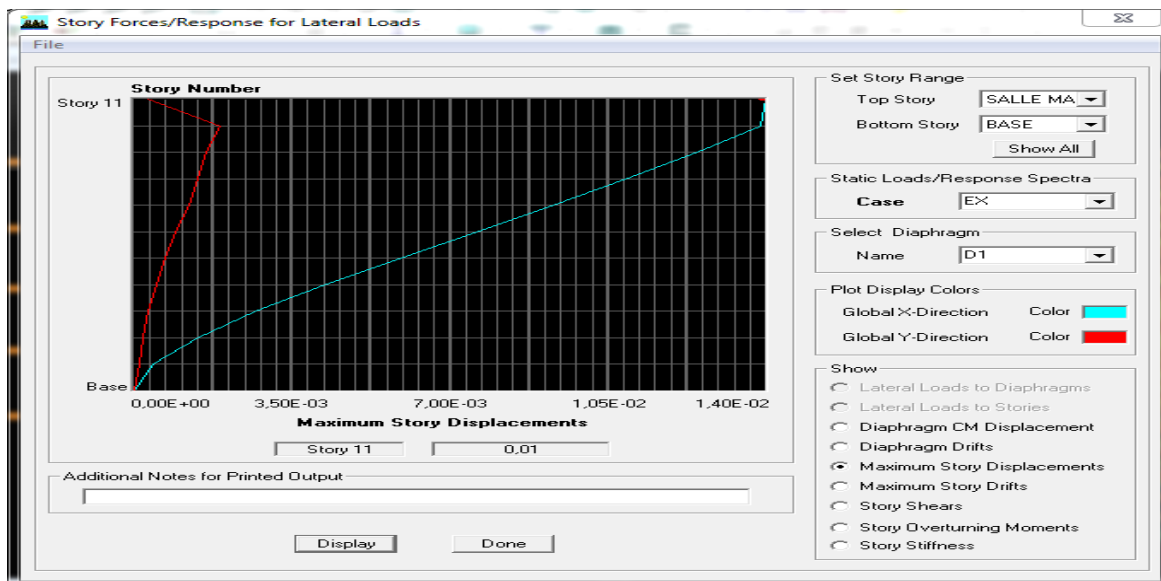 Story Forces/Response for Lateral Loads
File
Story Number
Story 11
Base
0,00E+00 3,50E-03 7,00E-03 1,05E-02 1,40E-02
Maximum Story Displacements
Story 11 0,01
Additional Notes for Printed Output
Display Done
Set Story Range
Top Story SALLE MA
Bottom Story BASE
Show All
Static Loads/Response Spectra
Case EX
Select Diaphragm
Name D1
Plot Display Colors
Global X-Direction Color
Global Y-Direction Color
Show
Lateral Loads to Diaphragms
Lateral Loads to Stories
Diaphragm CM Displacement
Diaphragm Drifts
Maximum Story Displacements
Maximum Story Drifts
Story Shears
Story Overturning Moments
Story Stiffness